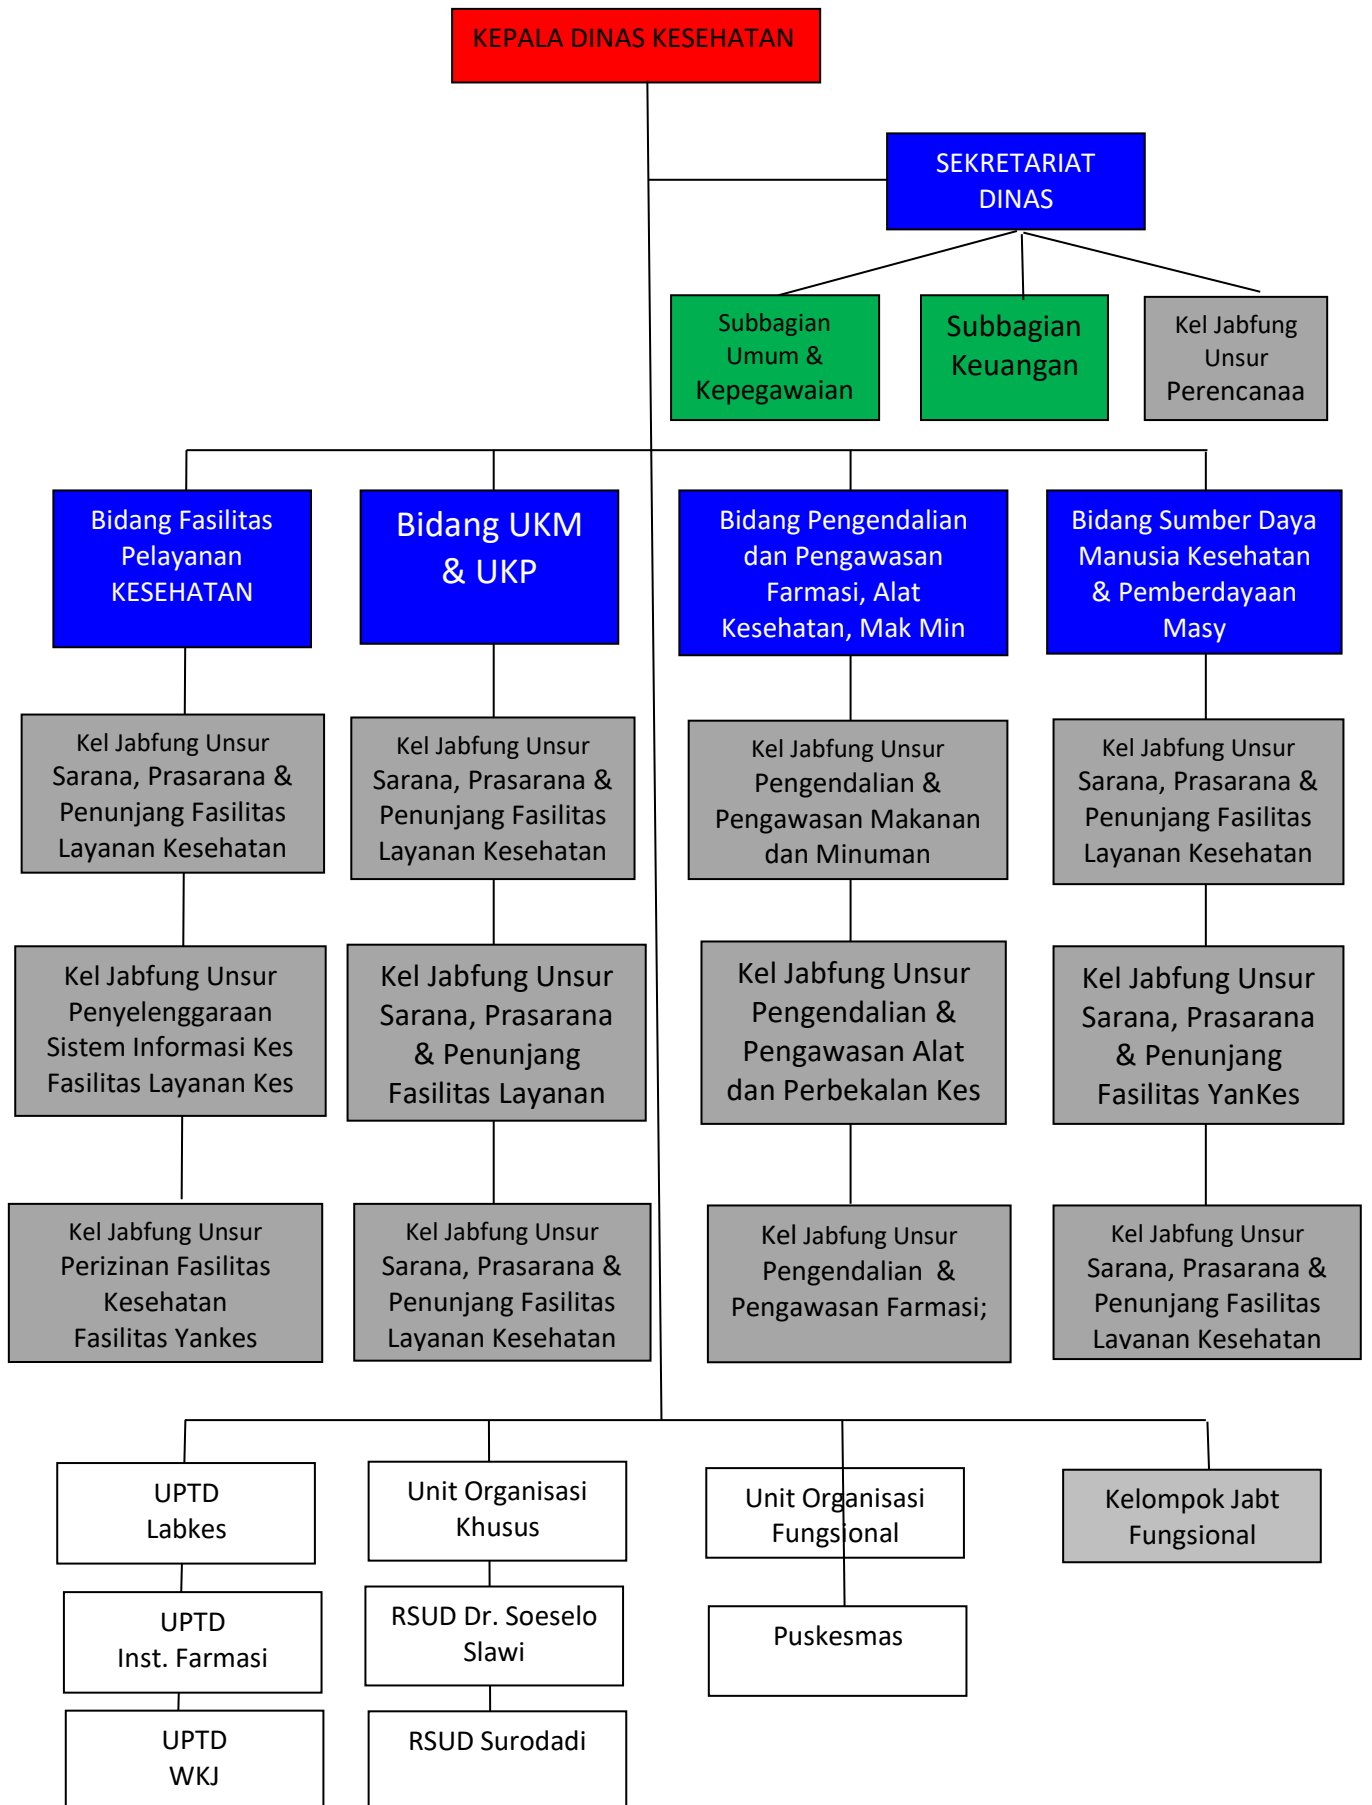 KEPALA DINAS KESEHATAN
SEKRETARIAT
DINAS
Subbagian
Umum &
Kepegawaian
Subbagian
Keuangan
Kel Jabfung
Unsur
Perencanaa
Bidang Fasilitas
Pelayanan
KESEHATAN
Bidang UKM
& UKP
Bidang Pengendalian
dan Pengawasan
Farmasi, Alat
Kesehatan, Mak Min
Bidang Sumber Daya
Manusia Kesehatan
& Pemberdayaan
Masy
Kel Jabfung Unsur
Sarana, Prasarana &
Penunjang Fasilitas
Layanan Kesehatan
Kel Jabfung Unsur
Sarana, Prasarana &
Penunjang Fasilitas
Layanan Kesehatan
Kel Jabfung Unsur
Pengendalian &
Pengawasan Makanan
dan Minuman
Kel Jabfung Unsur
Sarana, Prasarana &
Penunjang Fasilitas
Layanan Kesehatan
Kel Jabfung Unsur
Penyelenggaraan
Sistem Informasi Kes
Fasilitas Layanan Kes
Kel Jabfung Unsur
Sarana, Prasarana
& Penunjang
Fasilitas Layanan
Kel Jabfung Unsur
Pengendalian &
Pengawasan Alat
dan Perbekalan Kes
Kel Jabfung Unsur
Sarana, Prasarana
& Penunjang
Fasilitas YanKes
Kel Jabfung Unsur
Perizinan Fasilitas
Kesehatan
Fasilitas Yankes
Kel Jabfung Unsur
Sarana, Prasarana &
Penunjang Fasilitas
Layanan Kesehatan
Kel Jabfung Unsur
Pengendalian &
Pengawasan Farmasi;
Kel Jabfung Unsur
Sarana, Prasarana &
Penunjang Fasilitas
Layanan Kesehatan
UPTD
Labkes
Unit Organisasi
Khusus
Unit Organisasi
Fungsional
Kelompok Jabt
Fungsional
UPTD
Inst. Farmasi
RSUD Dr. Soeselo
Slawi
Puskesmas
UPTD
WKJ
RSUD Surodadi